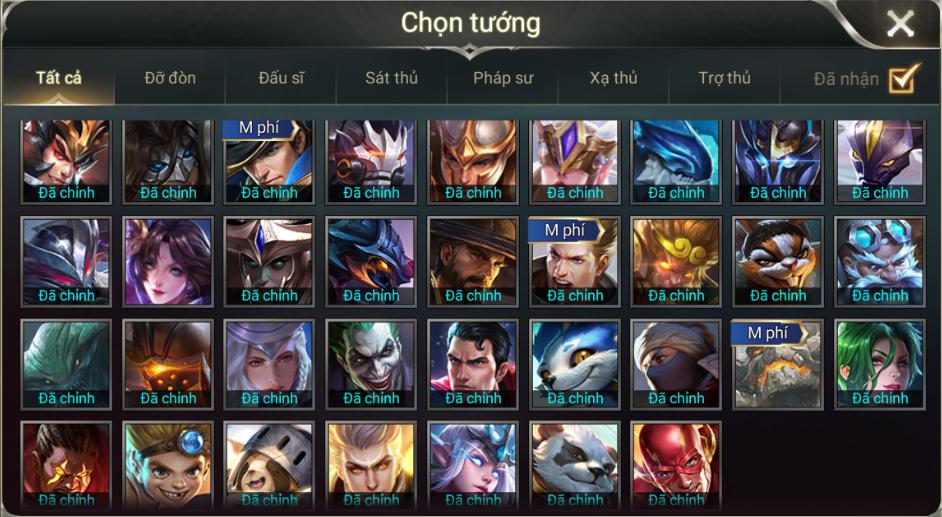 Chọn tướng
Tất cả Đỡ đòn Đấu sĩ Sát thủ Pháp sư Xạ thủ Trợ thủ Đã nhận
M phí
Đã chỉnh Đã chỉnh Đã chỉnh Đã chỉnh Đã chỉnh Đã chỉnh Đã chỉnh Đã chỉnh Đã chỉnh
M phí
Đã chỉnh Đã chỉnh Đã chỉnh Đã chỉnh Đã chỉnh Đã chỉnh Đã chỉnh Đã chỉnh
M phí
Đã chỉnh Đã chỉnh Đã chỉnh Đã chỉnh Đã chỉnh Đã chỉnh Đã chỉnh Đã chỉnh Đã chỉnh
Đã chỉnh Đã chỉnh Đã chỉnh Đã chỉnh Đã chỉnh Đã chỉnh Đã chỉnh